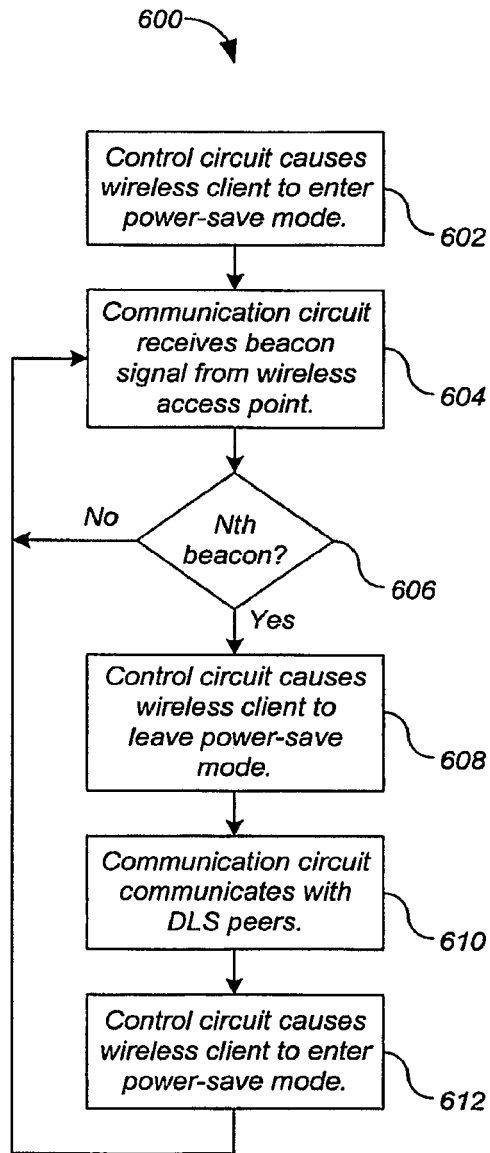 600
Control circuit causes
wireless client to enter
power-save mode.
602
Communication circuit
receives beacon
signal from wireless
access point.
604
No
Nth
beacon?
606
Yes
Control circuit causes
wireless client to
leave power-save
mode.
608
Communication circuit
communicates with
DLS peers.
610
Control circuit causes
wireless client to enter
power-save mode.
612